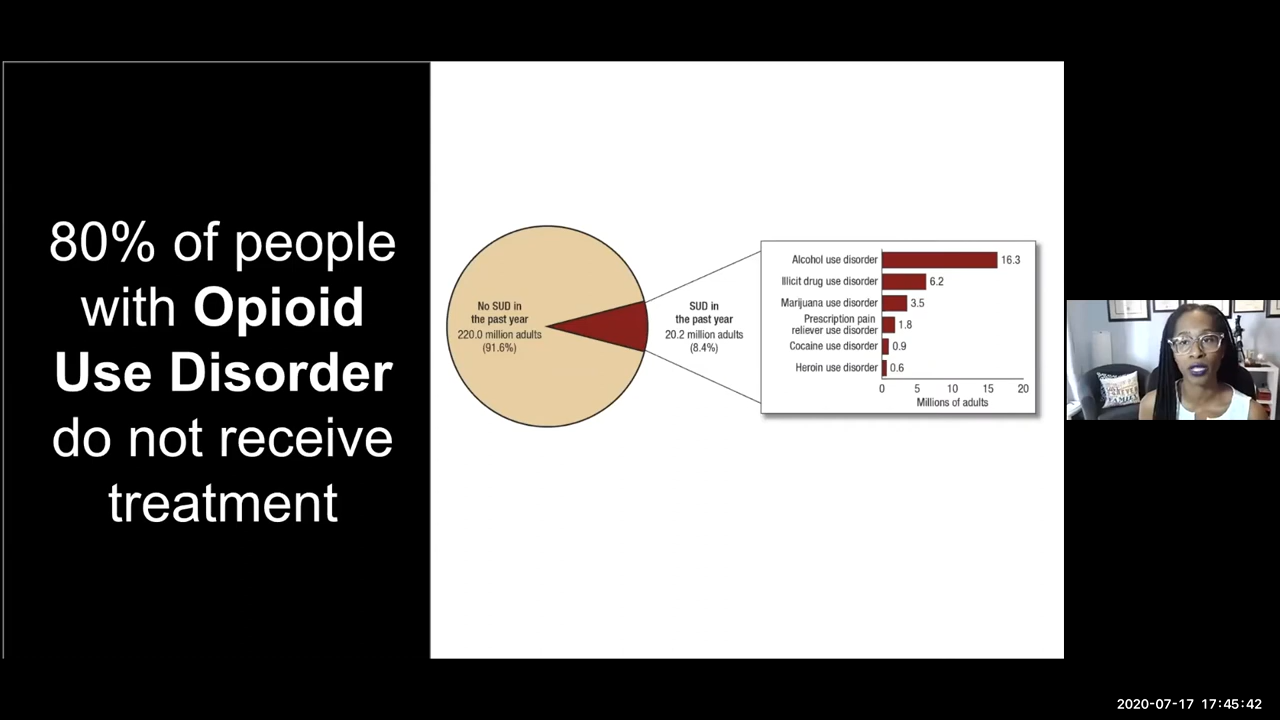 80% of people
with Opioid
Use Disorder
do not receive
treatment
No SUD in
the past year
220.0 million adults
(91.6%)
SUD in
the past year
20.2 million adults
(8.4%)
Alcohol use disorder 16.3
Illicit drug use disorder 6.2
Marijuana use disorder 3.5
Prescription pain
reliever use disorder 1.8
Cocaine use disorder 0.9
Heroin use disorder 0.6
0 5 10 15 20
Millions of adults
2020-07-17 17:45:42